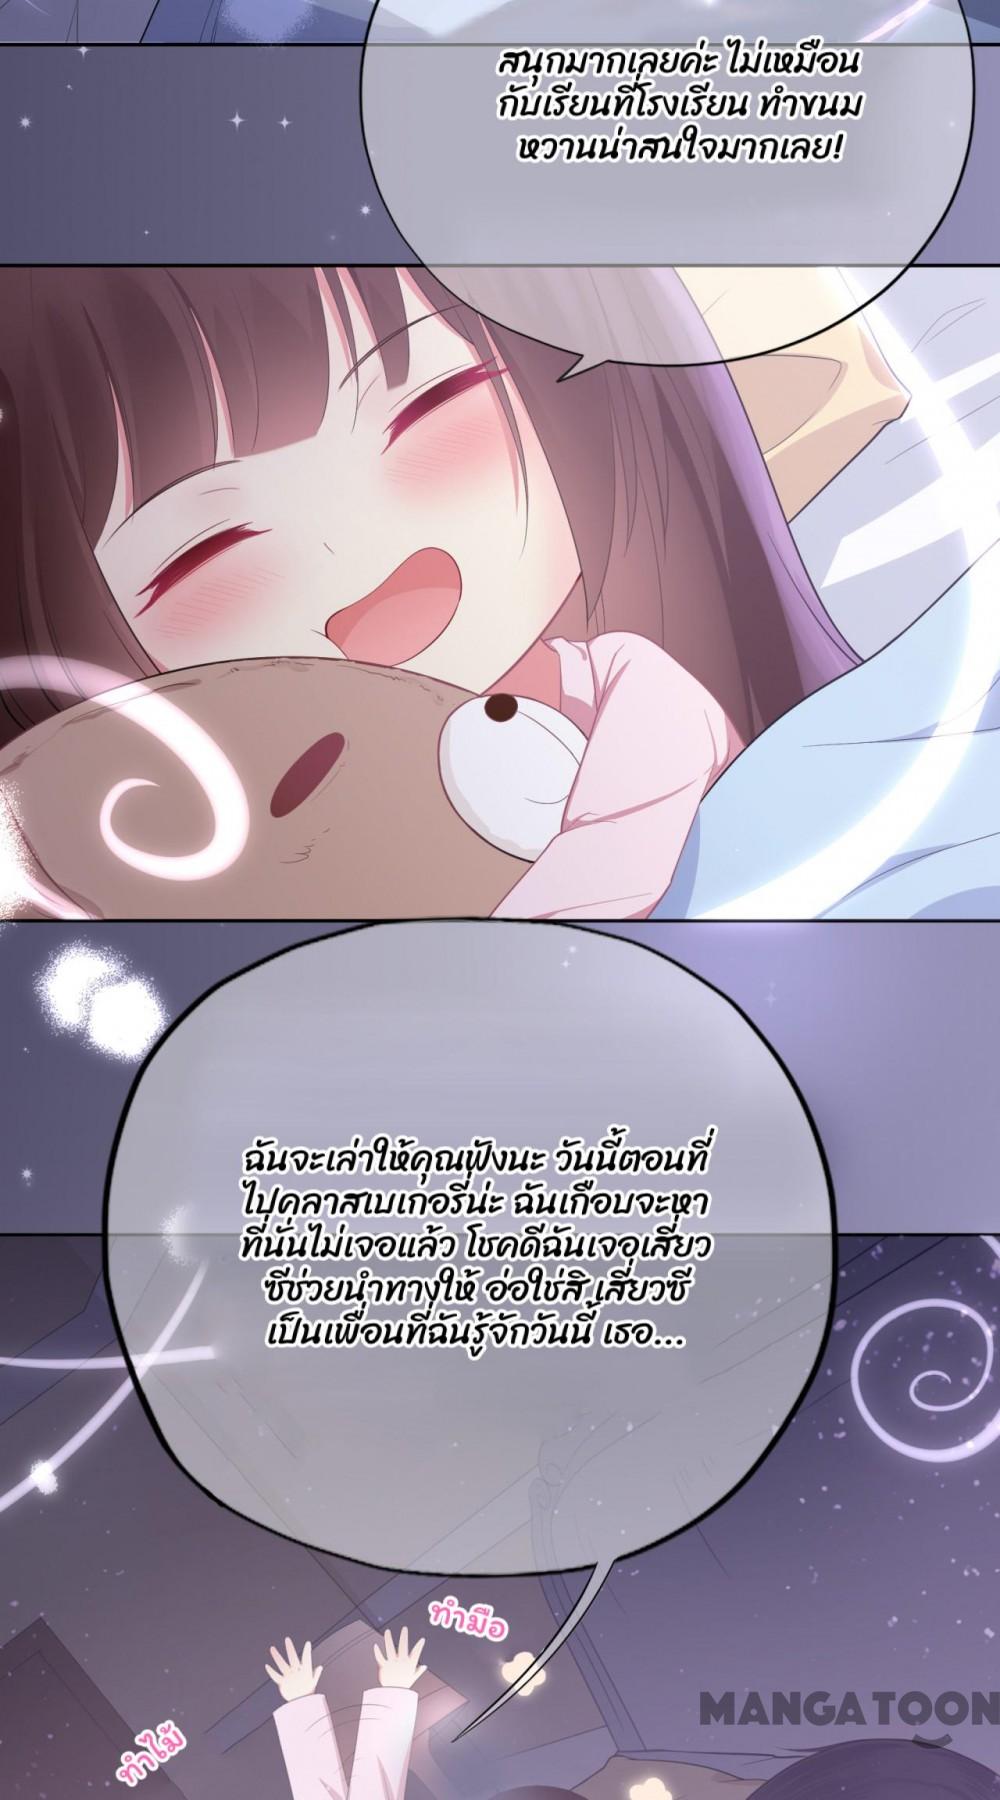 สนุกมากเลยค่ะ ไม่เหมือน
กับเรียนที่โรงเรียน ทำขนม
หวานน่าสนใจมากเลย!
ฉันจะเล่าให้คุณฟังนะ วันนี้ตอนที่
ไปคลาสเบเกอรี่น่ะ ฉันเกือบจะหา
ที่นั่นไม่เจอแล้ว โชคดีฉันเจอเสี่ยว
ซีช่วยนำทางให้ อ่อใช่สิ เสี่ยวซี
เป็นเพื่อนที่ฉันรู้จักวันนี้ เธอ...
ทำมือ
MANGA TOON
ทำไม้